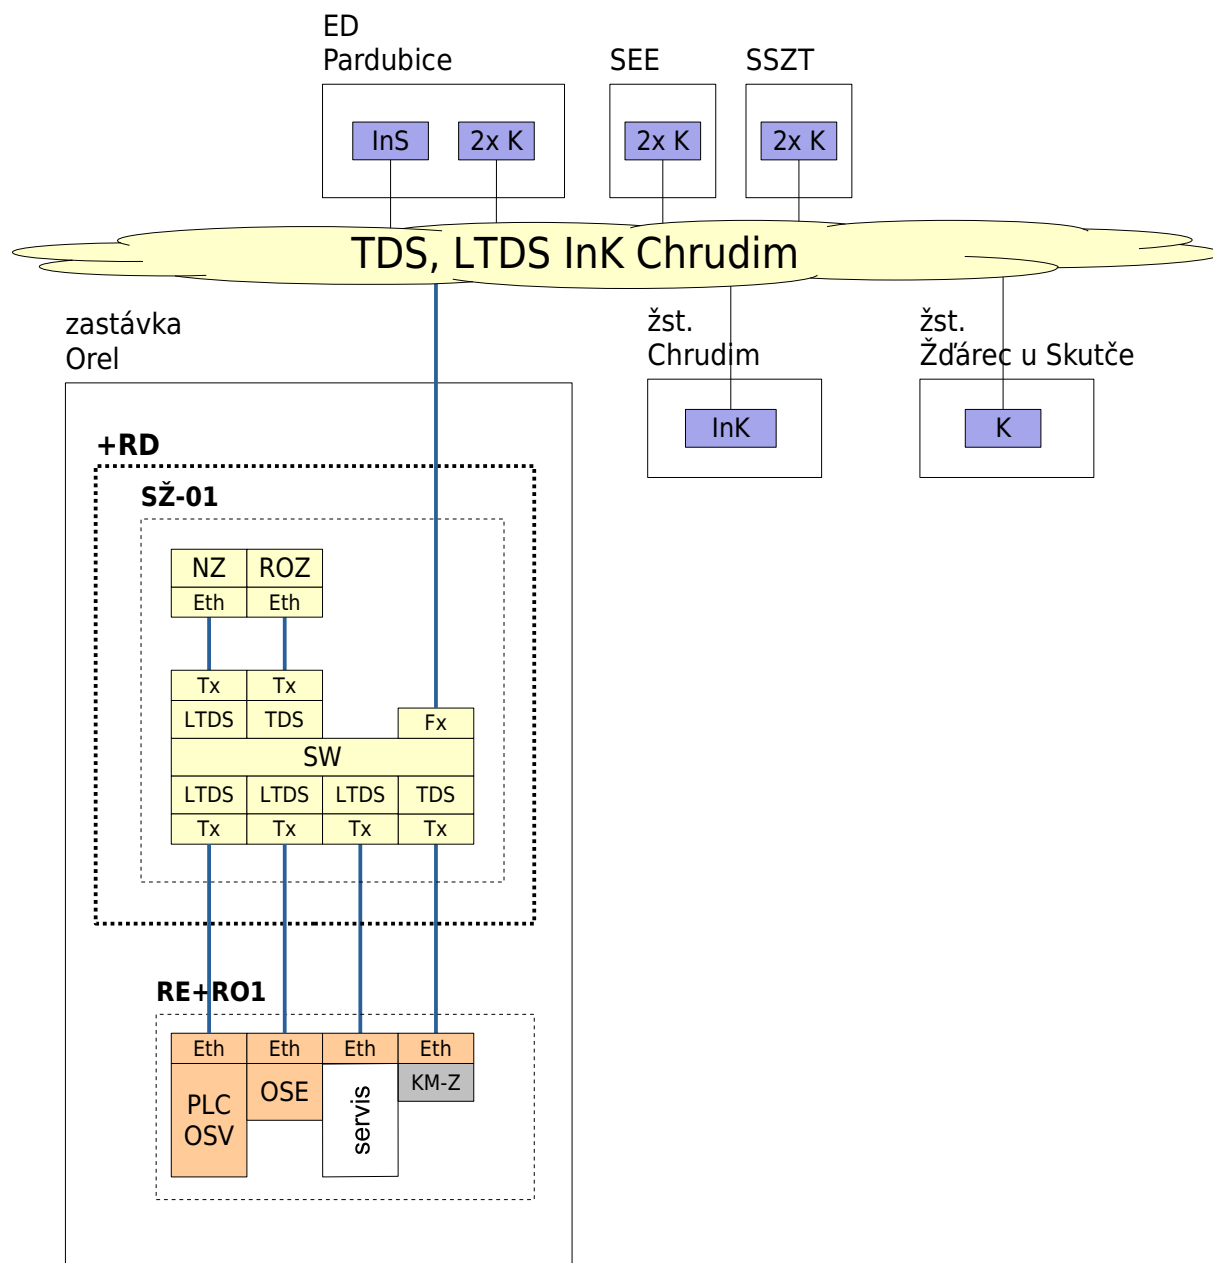 ED
Pardubice
SEE
SSZT
InS
2x K
2x K
2x K
TDS, LTDS InK Chrudim
zastávka
Orel
žst.
Chrudim
žst.
Žďárec u Skutče
InK
K
+RD
SŽ-01
NZ
ROZ
Eth
Eth
Tx
Tx
LTDS
TDS
Fx
SW
LTDS
LTDS
LTDS
TDS
Tx
Tx
Tx
Tx
RE+RO1
Eth
Eth
Eth
Eth
PLC
OSV
OSE
servis
KM-Z